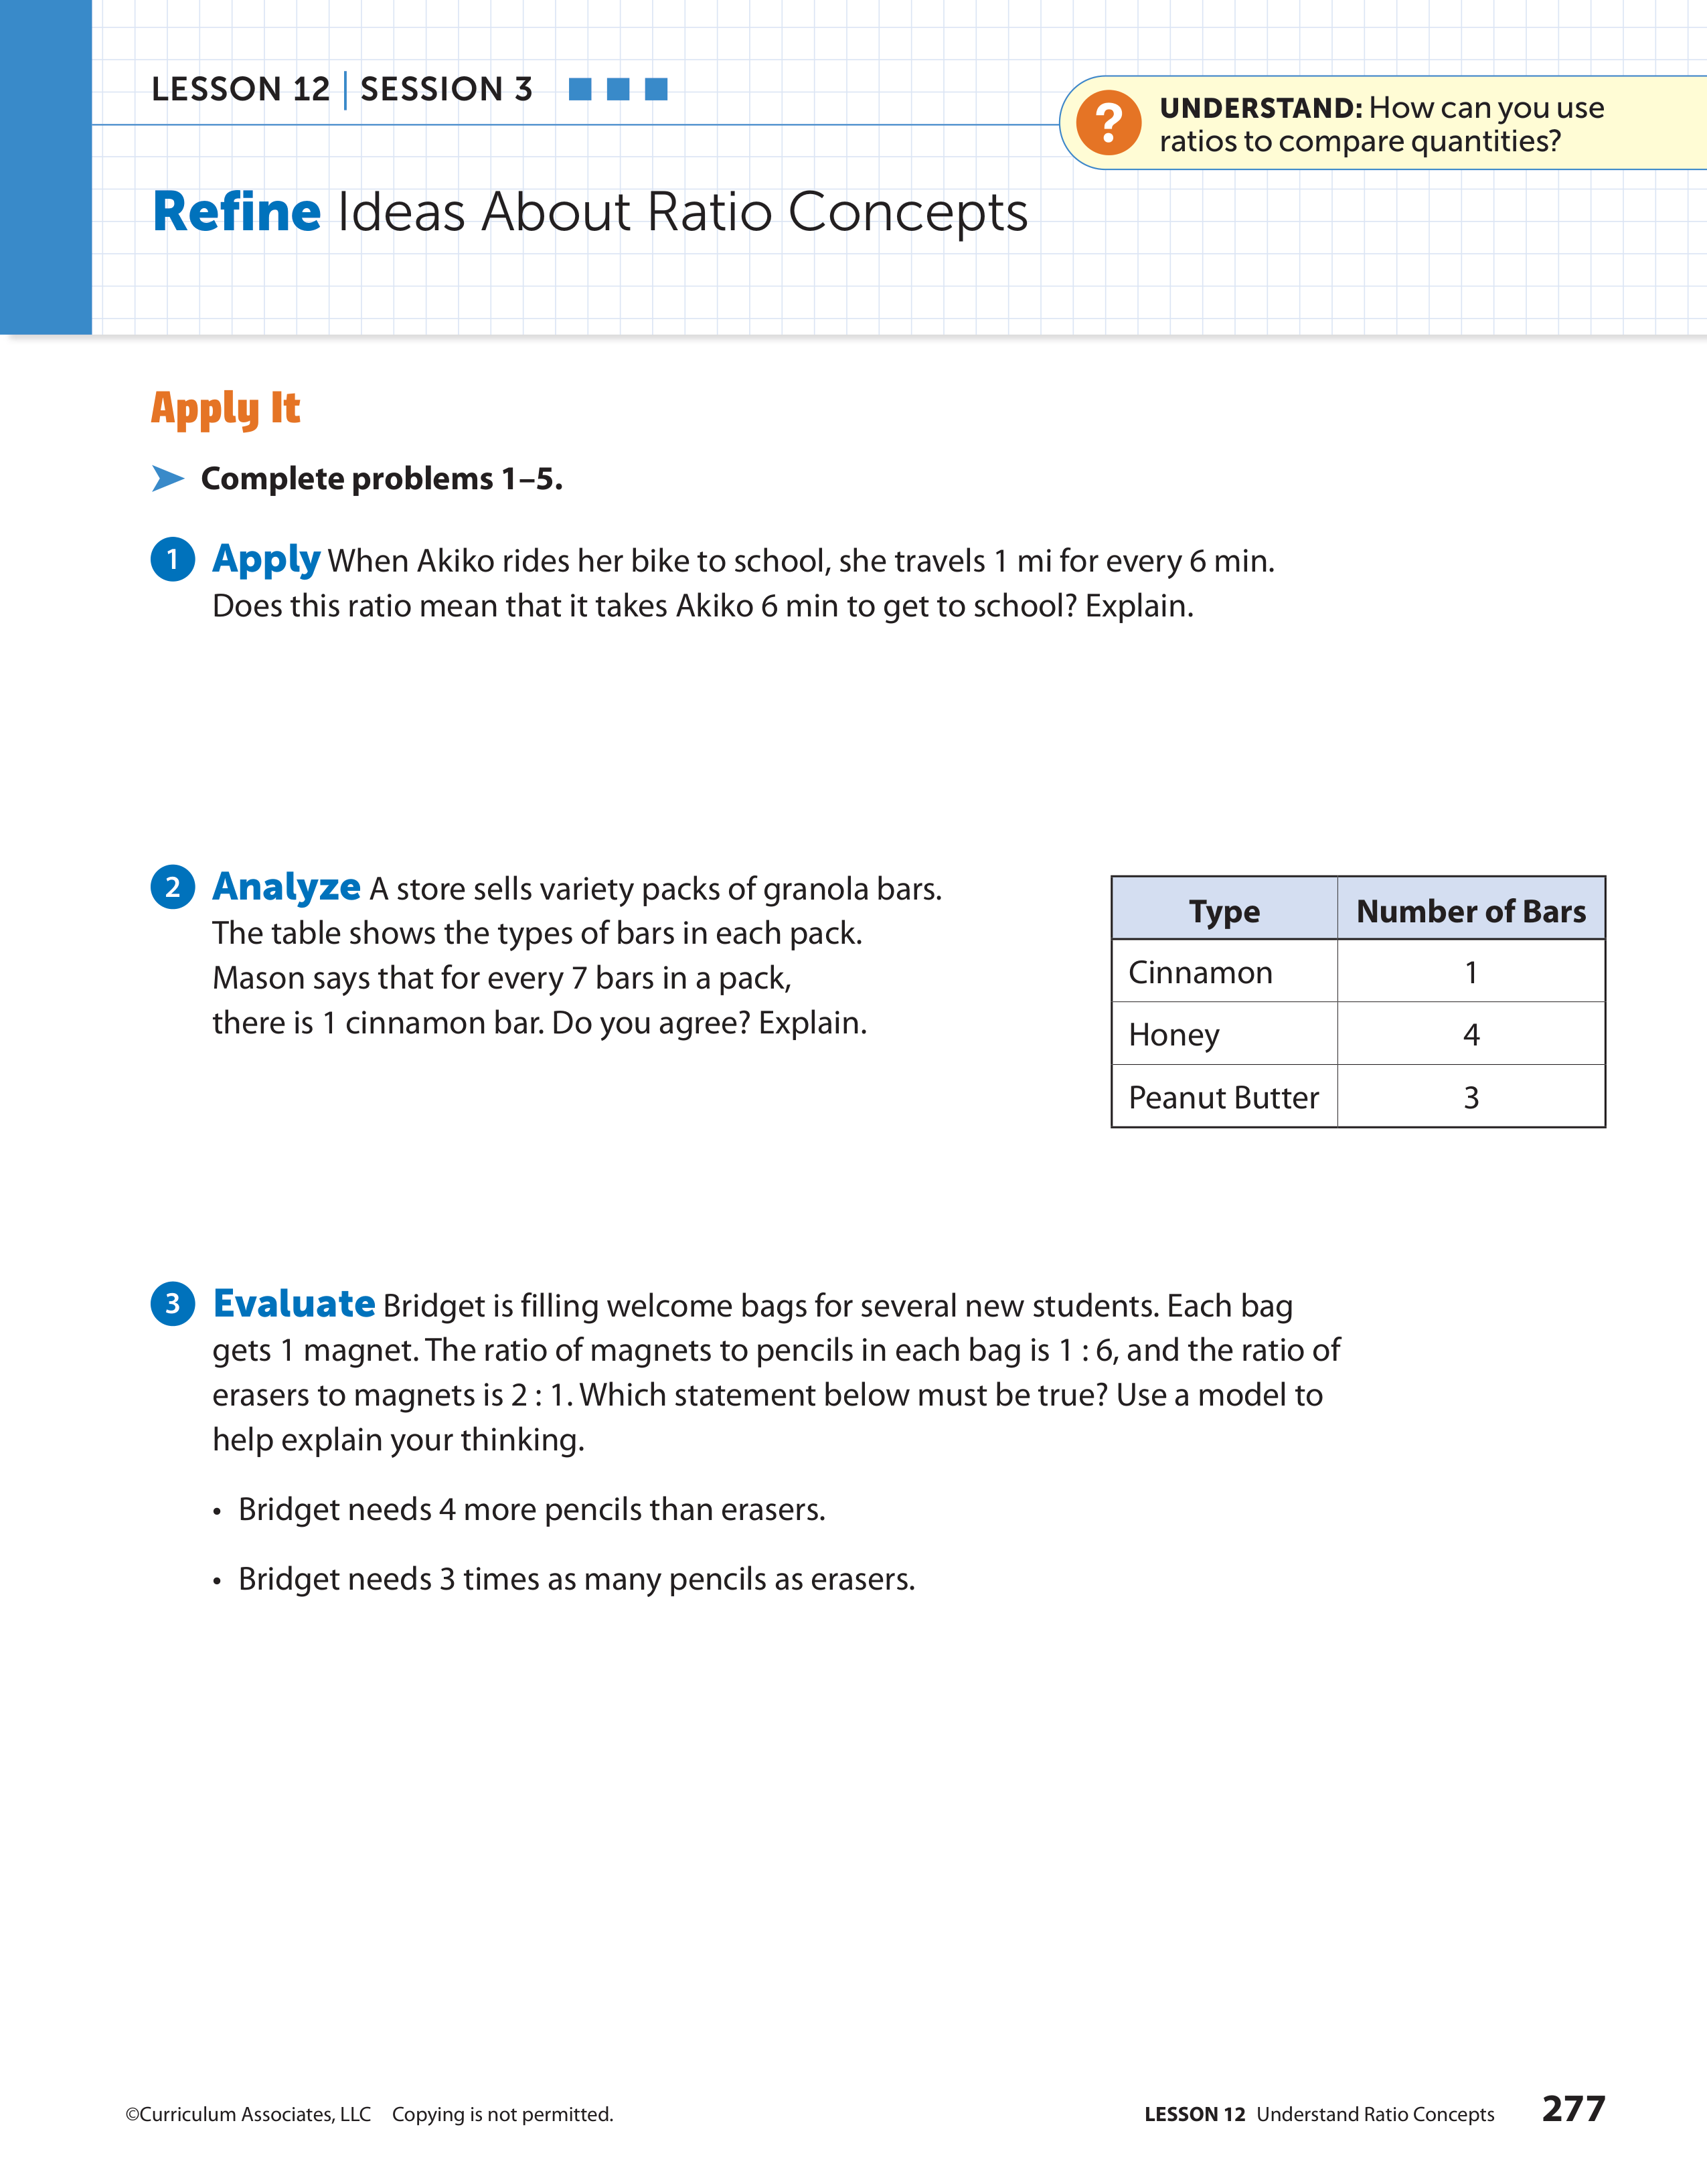 LESSON 12 | SESSION 3
? UNDERSTAND: How can you use
ratios to compare quantities?
Refine Ideas About Ratio Concepts
Apply It
Complete problems 1–5.
1 Apply When Akiko rides her bike to school, she travels 1 mi for every 6 min.
Does this ratio mean that it takes Akiko 6 min to get to school? Explain.
2 Analyze A store sells variety packs of granola bars.
The table shows the types of bars in each pack.
Mason says that for every 7 bars in a pack,
there is 1 cinnamon bar. Do you agree? Explain.
Type Number of Bars
Cinnamon 1
Honey 4
Peanut Butter 3
3 Evaluate Bridget is filling welcome bags for several new students. Each bag
gets 1 magnet. The ratio of magnets to pencils in each bag is 1 : 6, and the ratio of
erasers to magnets is 2 : 1. Which statement below must be true? Use a model to
help explain your thinking.
• Bridget needs 4 more pencils than erasers.
• Bridget needs 3 times as many pencils as erasers.
©Curriculum Associates, LLC Copying is not permitted.
LESSON 12 Understand Ratio Concepts 277